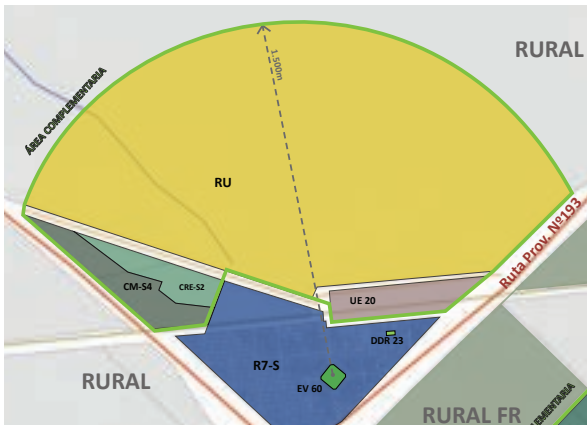 RURAL
1.500m
ÁREA COMPLEMENTARIA
RU
Ruta Prov. Nº193
CM-S4
CRE-S2
UE 20
DDR 23
R7-S
EV 60
RURAL
RURAL FR